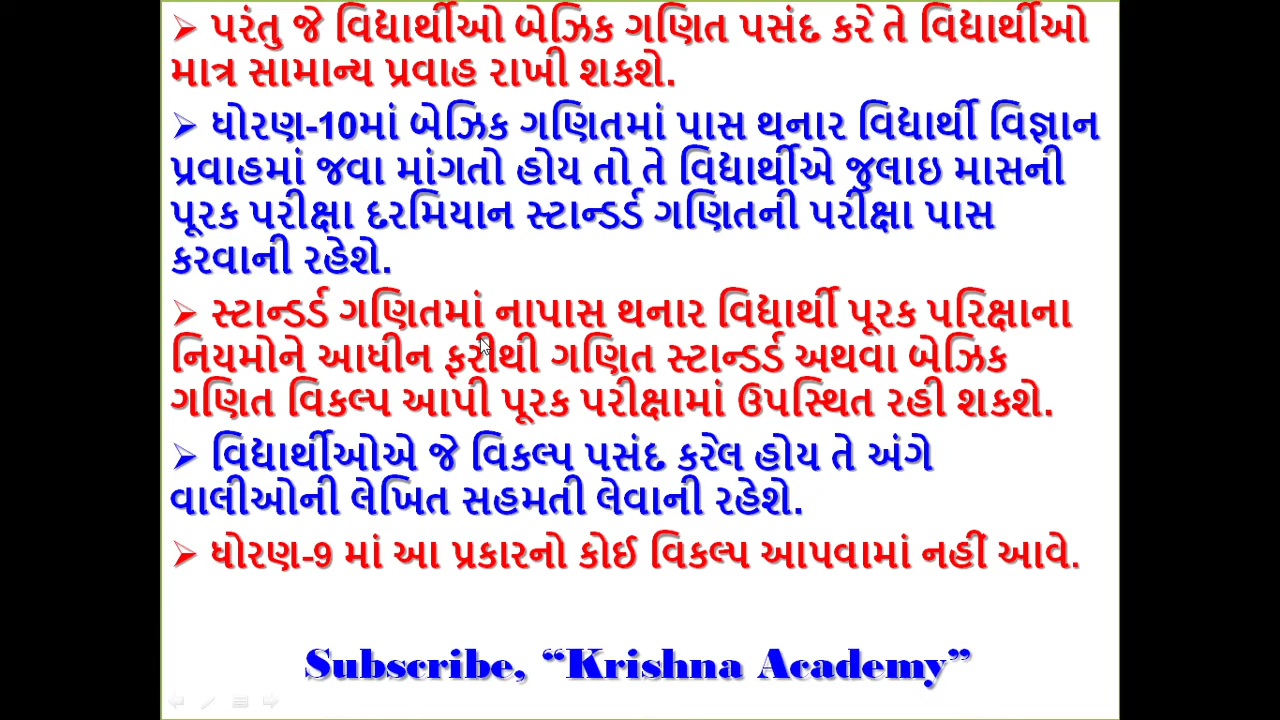 ➢ પરંતુ જે વિદ્યાર્થીઓ બેઝિક ગણિત પસંદ કરે તે વિદ્યાર્થીઓ
માત્ર સામાન્ય પ્રવાહ રાખી શકશે.
➢ ધોરણ-10માં બેઝિક ગણિતમાં પાસ થનાર વિદ્યાર્થી વિજ્ઞાન
પ્રવાહમાં જવા માંગતો હોય તો તે વિદ્યાર્થીએ જુલાઇ માસની
પૂરક પરીક્ષા દરમિયાન સ્ટાન્ડર્ડ ગણિતની પરીક્ષા પાસ
કરવાની રહેશે.
➢ સ્ટાન્ડર્ડ ગણિતમાં નાપાસ થનાર વિદ્યાર્થી પૂરક પરિક્ષાના
નિયમોને આધીન ફરીથી ગણિત સ્ટાન્ડર્ડ અથવા બેઝિક
ગણિત વિકલ્પ આપી પૂરક પરીક્ષામાં ઉપસ્થિત રહી શકશે.
➢ વિદ્યાર્થીઓએ જે વિકલ્પ પસંદ કરેલ હોય તે અંગે
વાલીઓની લેખિત સહમતી લેવાની રહેશે.
➢ ધોરણ-9 માં આ પ્રકારનો કોઈ વિકલ્પ આપવામાં નહીં આવે.
Subscribe, “Krishna Academy”